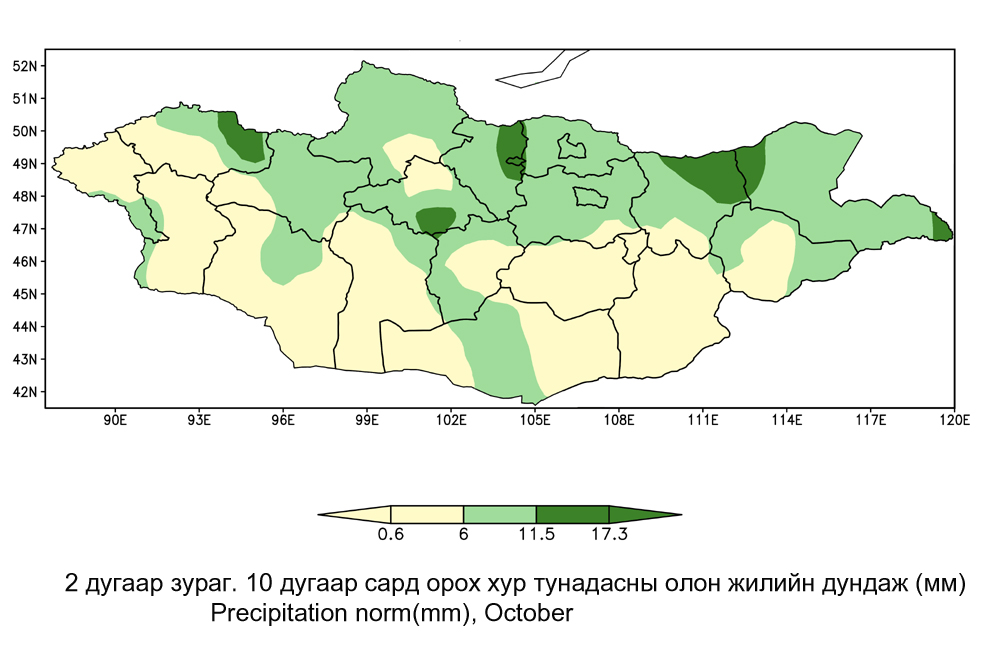 52N
51N
50N
49N
48N
47N
46N
45N
44N
43N
42N
90E 93E 96E 99E 102E 105E 108E 111E 114E 117E 120E
0.6 6 11.5 17.3
2 дугаар зураг. 10 дугаар сард орох хур тунадасны олон жилийн дундаж (мм)
Precipitation norm(mm), October